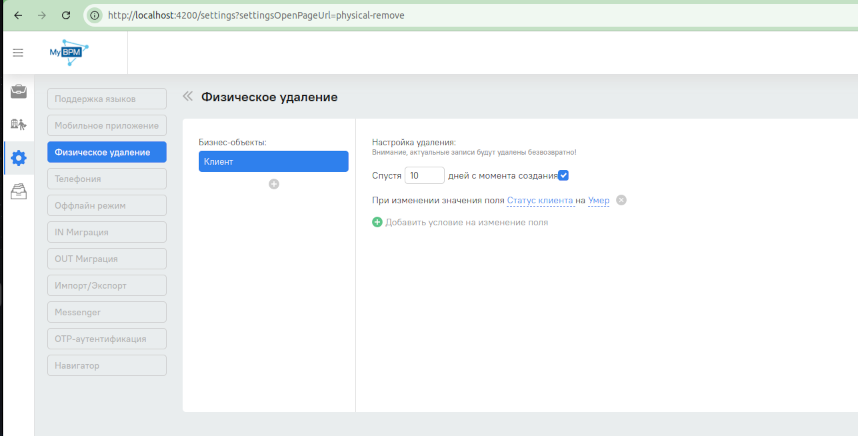 http://localhost:4200/settings?settingsOpenPageUrl=physical-remove
My BPM
Поддержка языков
Мобильное приложение
Физическое удаление
Телефония
Оффлайн режим
IN Миграция
OUT Миграция
Импорт/Экспорт
Messenger
OTP-аутентификация
Навигатор
Физическое удаление
Бизнес-объекты:
Клиент
Настройка удаления:
Внимание, актуальные записи будут удалены безвозвратно!
Спустя 10 дней с момента создания
При изменении значения поля Статус клиента на Умер
Добавить условие на изменение поля